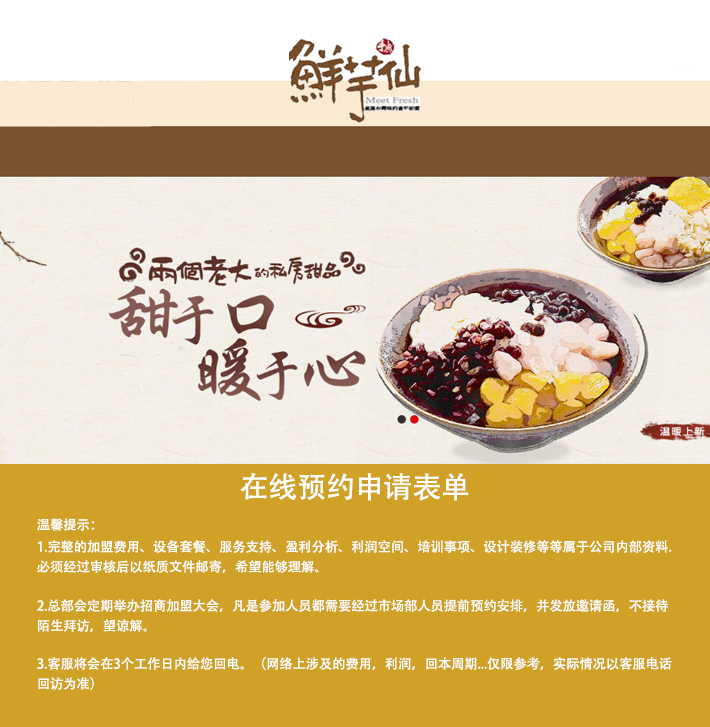 鮮芋仙
Meet Fresh
兩個老大的私房甜品
甜于口
暖于心
温暖上新
在线预约申请表单
温馨提示：
1.完整的加盟费用、设备套餐、服务支持、盈利分析、利润空间、培训事项、设计装修等等属于公司内部资料.
必须经过审核后以纸质文件邮寄，希望能够理解。
2.总部会定期举办招商加盟大会，凡是参加人员都需要经过市场部人员提前预约安排，并发放邀请函，不接待
陌生拜访，望谅解。
3.客服将会在3个工作日内给您回电。（网络上涉及的费用，利润，回本周期...仅限参考，实际情况以客服电话
回访为准）